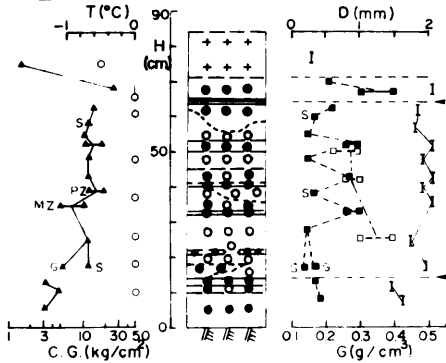 T (°C)
-1 0
90
H
(cm)
50
0
D (mm)
0 1 2
S
PZ
MZ
G S
S
S
G G
1 3 10 30 50
C.G. (kg/cm²)
0.1 0.2 0.3 0.4 0.5
G (g/cm³)